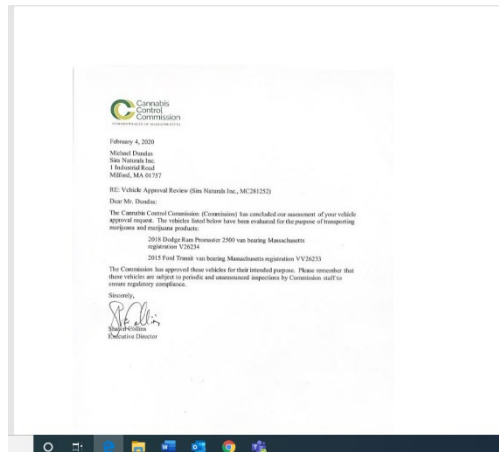 Cannabis
Control
Commission
COMMONWEALTH OF MASSACHUSETTS
February 4, 2020
Michael Dundas
Sira Naturals Inc.
1 Industrial Road
Milford, MA 01757
RE: Vehicle Approval Review (Sira Naturals Inc., MC281252)
Dear Mr. Dundas:
The Cannabis Control Commission (Commission) has concluded our assessment of your vehicle
approval request. The vehicles listed below have been evaluated for the purpose of transporting
marijuana and marijuana products:
2018 Dodge Ram Promaster 2500 van bearing Massachusetts
registration V26234
2015 Ford Transit van bearing Massachusetts registration VV26233
The Commission has approved these vehicles for their intended purpose. Please remember that
these vehicles are subject to periodic and unannounced inspections by Commission staff to
ensure regulatory compliance.
Sincerely,
Shawn Collins
Executive Director